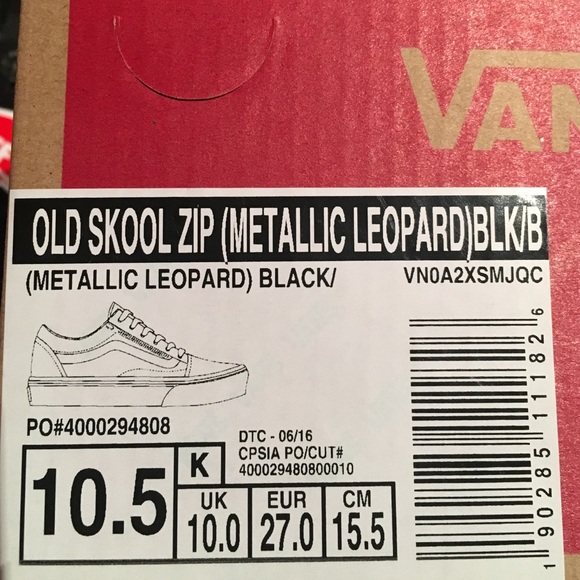 VAN
OLD SKOOL ZIP (METALLIC LEOPARD)BLK/B
(METALLIC LEOPARD) BLACK/
VN0A2XSMJQC
PO#4000294808
DTC - 06/16
CPSIA PO/CUT#
400029480800010
10.5
K
UK
10.0
EUR
27.0
CM
15.5
1 90285 11182 6